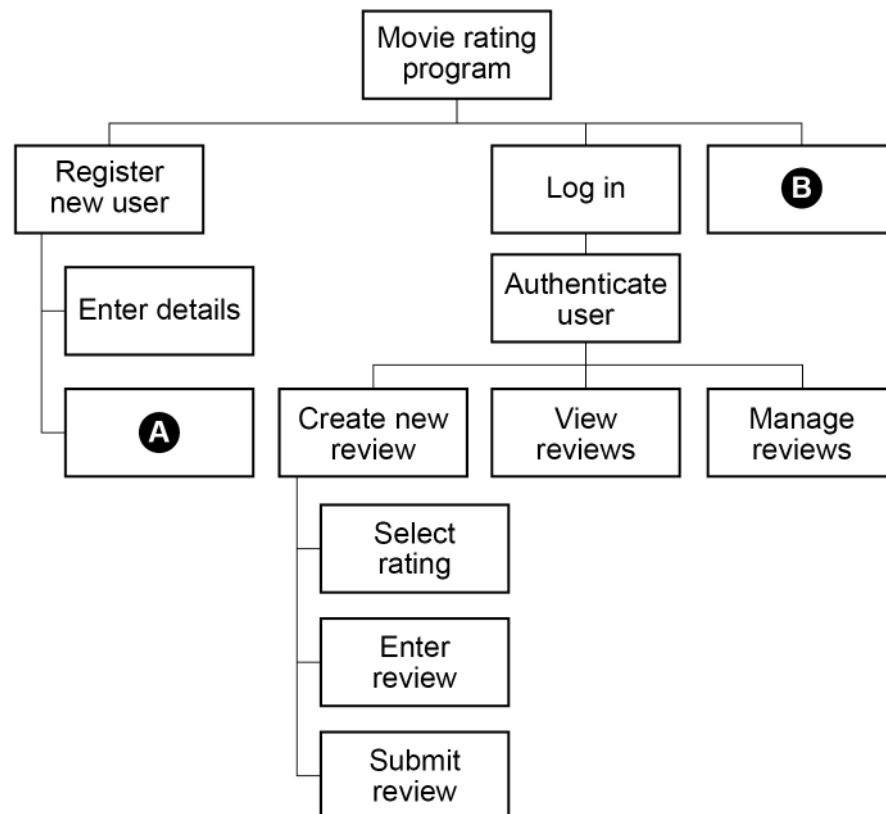 Movie rating
program
Register
new user
Log in
B
Enter details
Authenticate
user
A
Create new
review
View
reviews
Manage
reviews
Select
rating
Enter
review
Submit
review